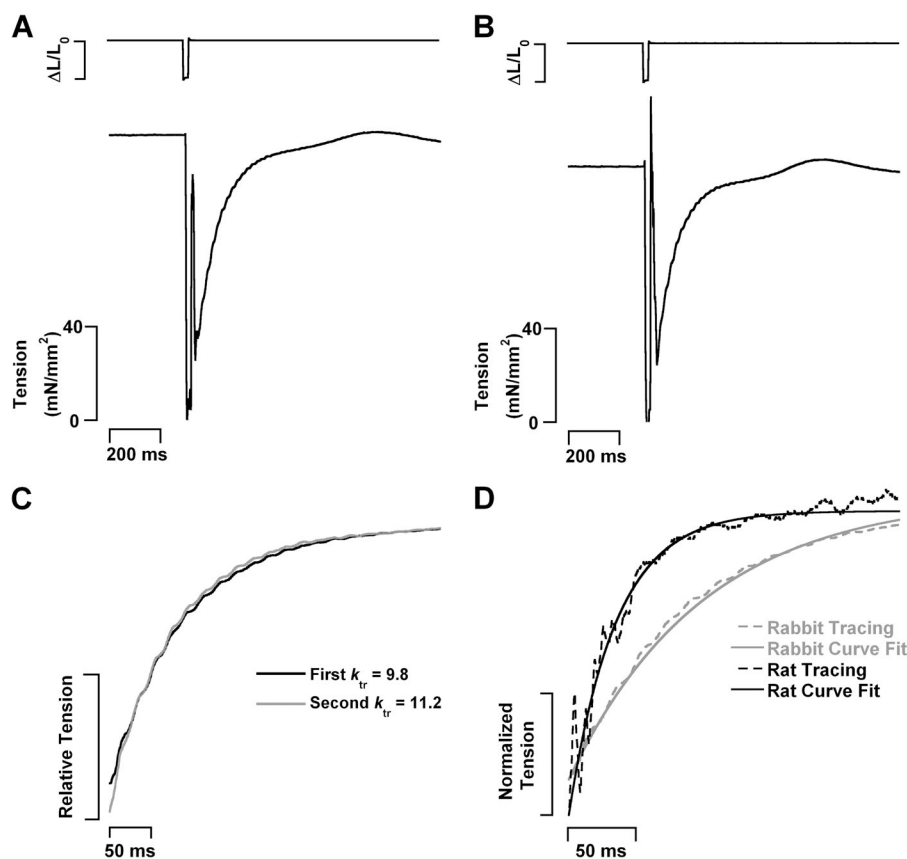 A
ΔL/L0
40
Tension
(mN/mm2)
0
200 ms
B
ΔL/L0
40
Tension
(mN/mm2)
0
200 ms
C
Relative Tension
First ktr = 9.8
Second ktr = 11.2
50 ms
D
Normalized
Tension
Rabbit Tracing
Rabbit Curve Fit
Rat Tracing
Rat Curve Fit
50 ms